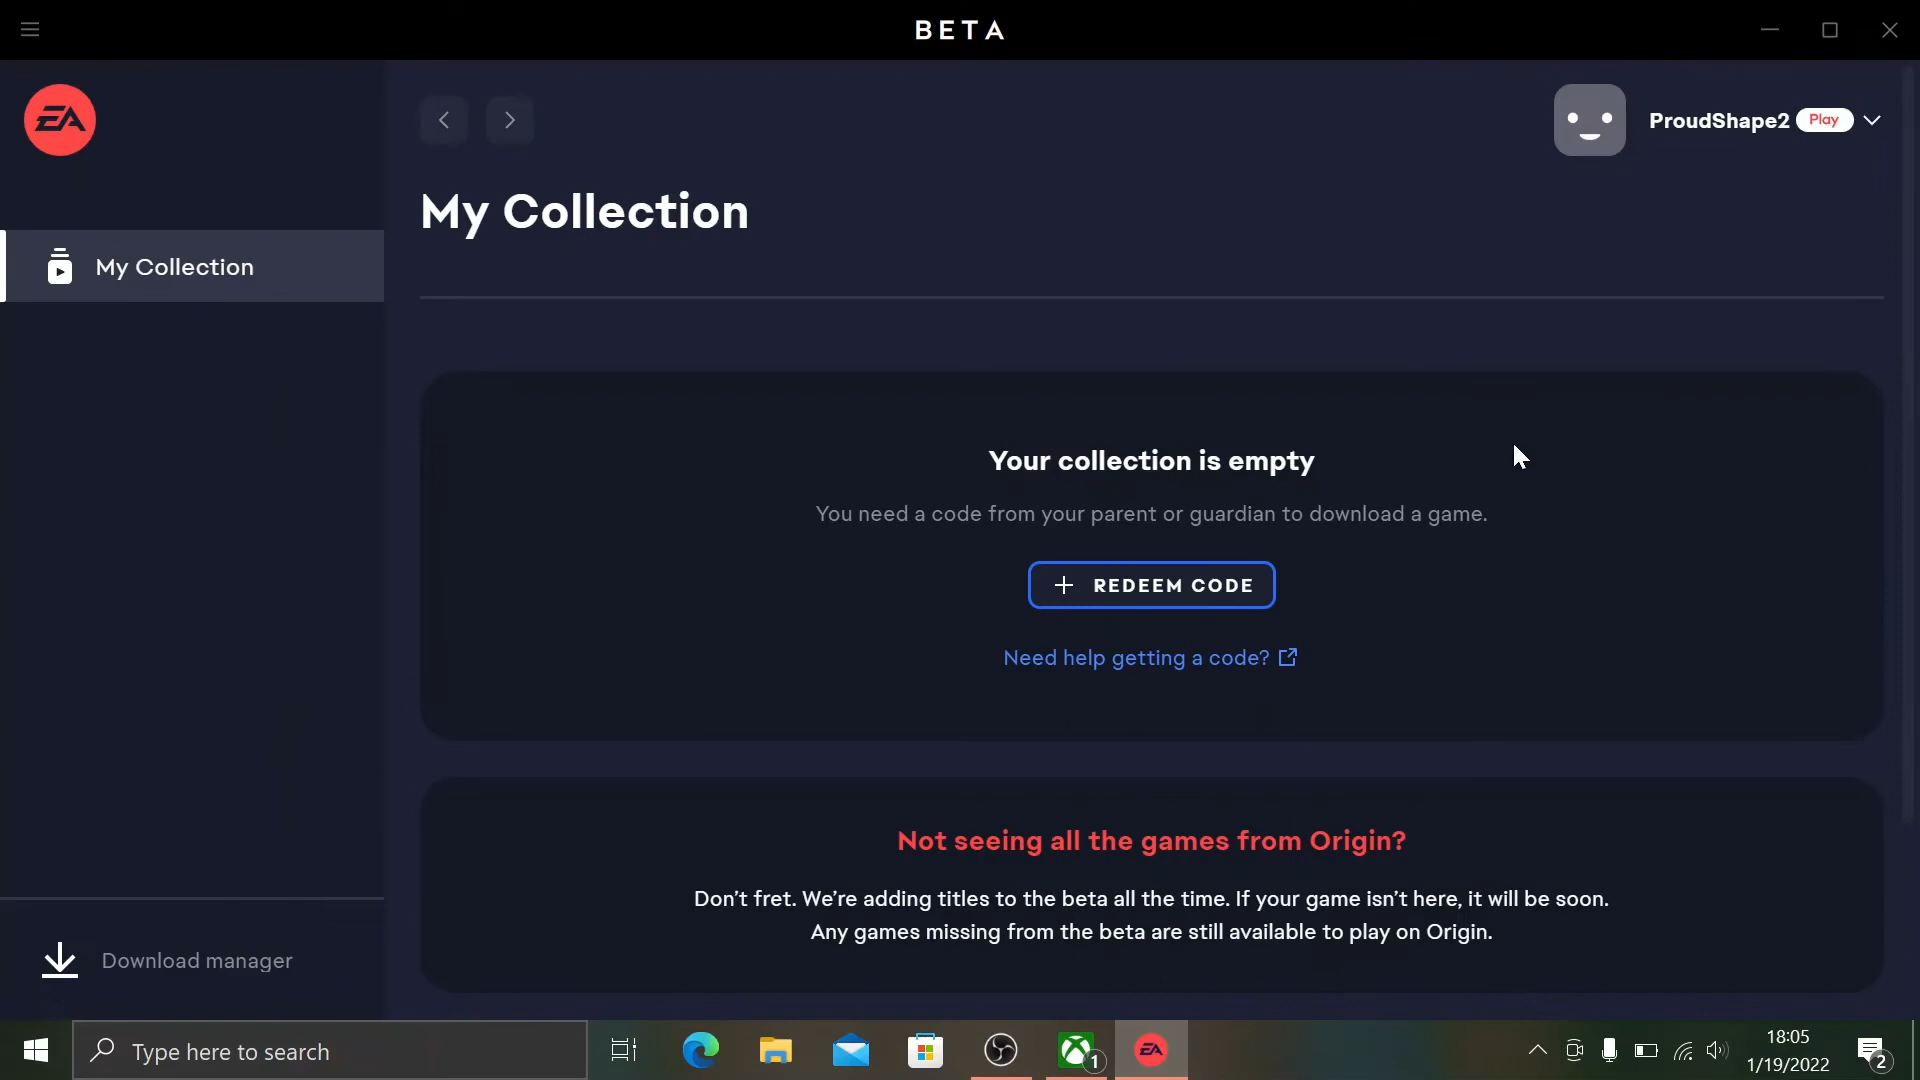 BETA
EA
ProudShape2 Play
My Collection
My Collection
Your collection is empty
You need a code from your parent or guardian to download a game.
+ REDEEM CODE
Need help getting a code?
Not seeing all the games from Origin?
Don't fret. We're adding titles to the beta all the time. If your game isn't here, it will be soon.
Any games missing from the beta are still available to play on Origin.
Download manager
Type here to search
1
EA
18:05
1/19/2022
2